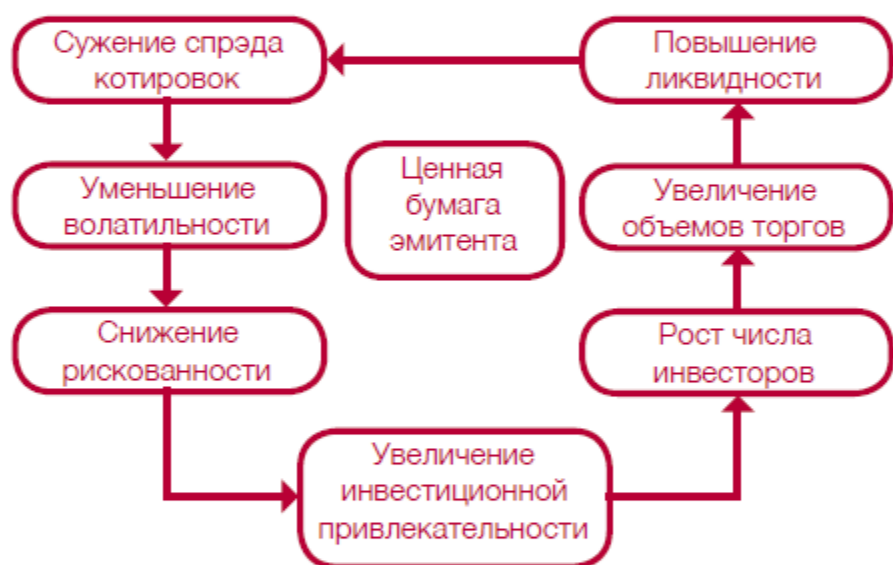 Сужение спрэда
котировок
Повышение
ликвидности
Уменьшение
волатильности
Ценная
бумага
эмитента
Увеличение
объемов торгов
Снижение
рискованности
Рост числа
инвесторов
Увеличение
инвестиционной
привлекательности